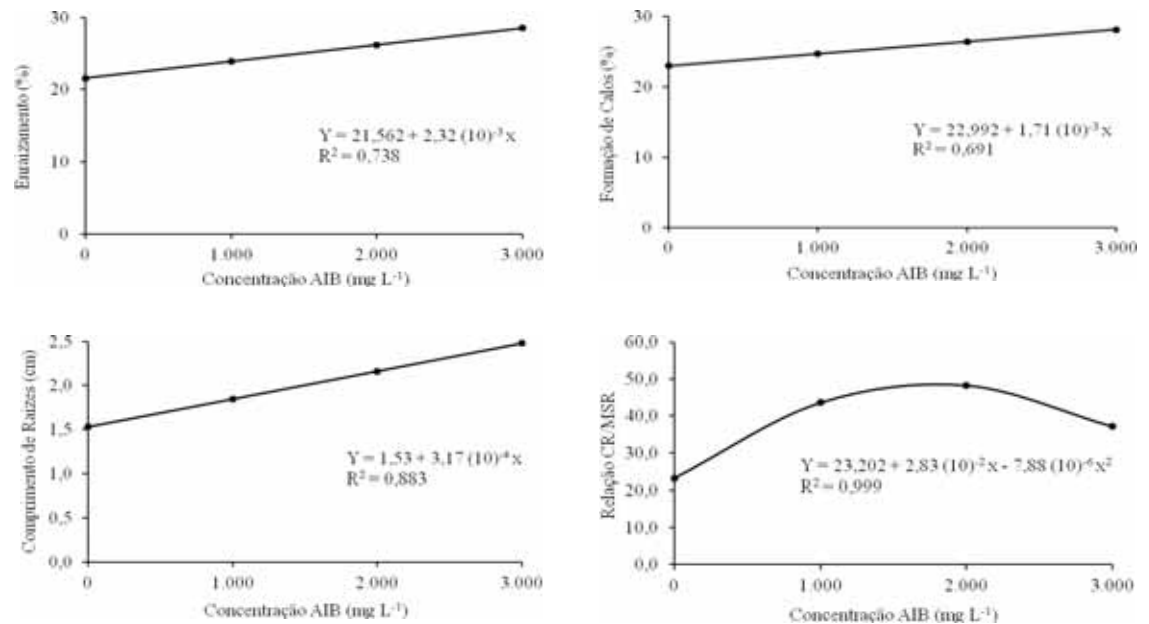 30
20
10
0
Enraizamento (%)
Y = 21,562 + 2,32 (10)⁻³x
R² = 0,738
0 1.000 2.000 3.000
Concentração AIB (mg L⁻¹)
30
20
10
0
Formação de Calos (%)
Y = 22,992 + 1,71 (10)⁻³x
R² = 0,691
0 1.000 2.000 3.000
Concentração AIB (mg L⁻¹)
2,5
2,0
1,5
1,0
0,5
0,0
Comprimento de Raízes (cm)
Y = 1,53 + 3,17 (10)⁻⁴x
R² = 0,883
0 1.000 2.000 3.000
Concentração AIB (mg L⁻¹)
60,0
50,0
40,0
30,0
20,0
10,0
0,0
Relação CR/MSR
Y = 23,202 + 2,83 (10)⁻²x - 7,88 (10)⁻⁶x²
R² = 0,999
0 1.000 2.000 3.000
Concentração AIB (mg L⁻¹)